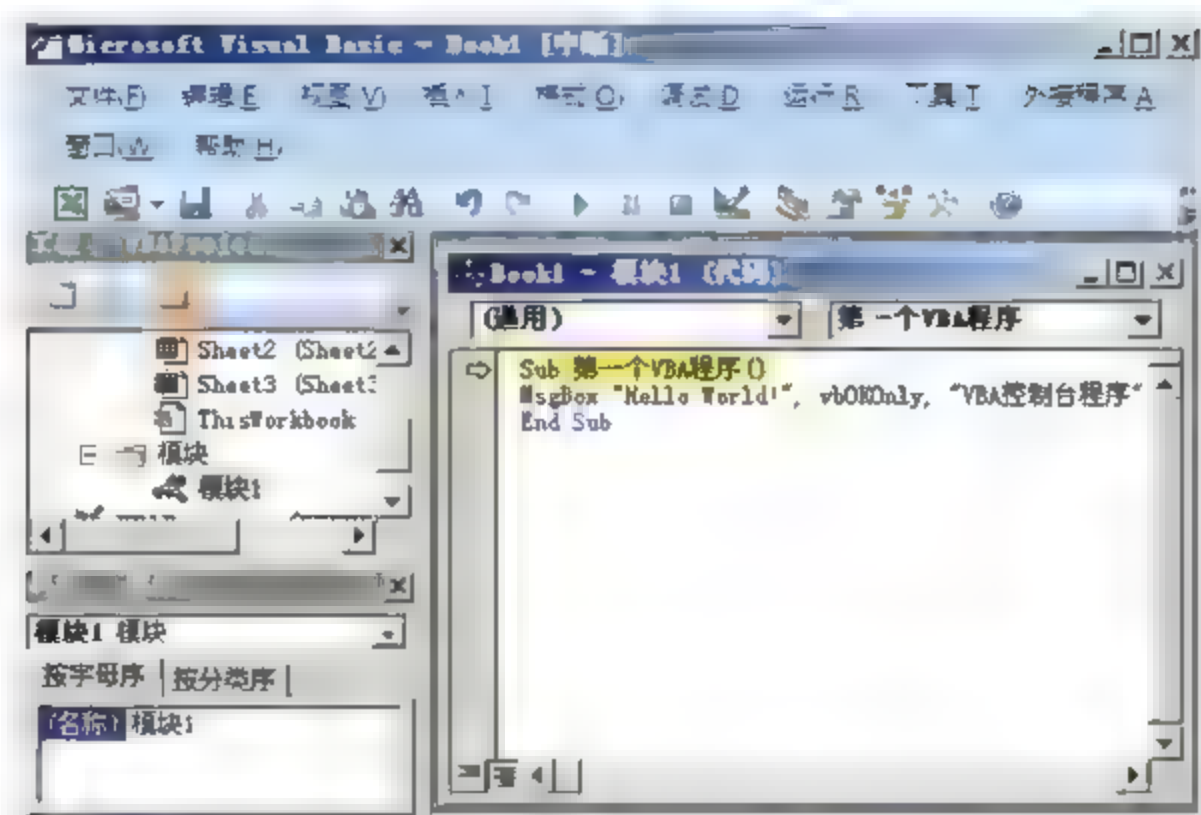 Microsoft Visual Basic - Book1 [中断]
文件(F) 编辑(E) 视图(V) 插入(I) 格式(O) 调试(D) 运行(R) 工具(T) 外接程序(A)
窗口(W) 帮助(H)
Sheet2 (Sheet2
Sheet3 (Sheet3
ThisWorkbook
模块
模块1
模块1 模块
按字母序 按分类序
(名称) 模块1
Book1 - 模块1 (代码)
(通用) 第一个VBA程序
Sub 第一个VBA程序()
MsgBox "Hello World!", vbOKOnly, "VBA控制台程序"
End Sub